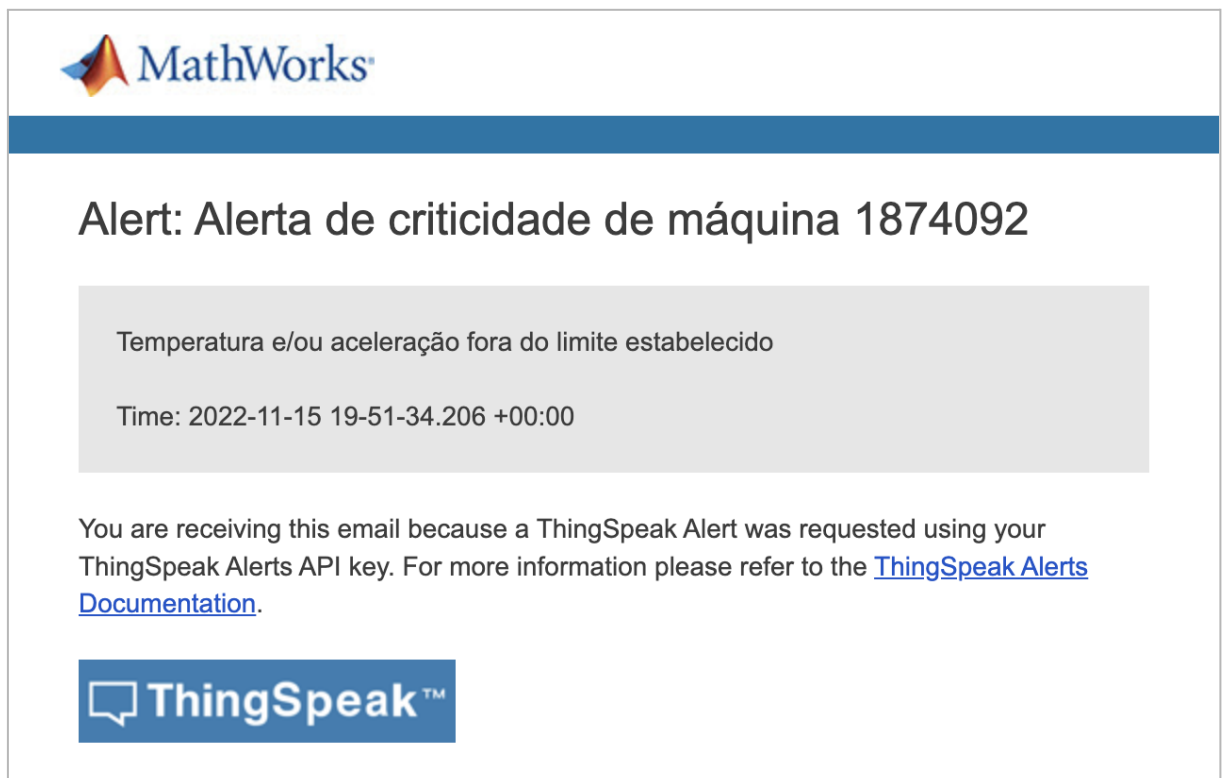 MathWorks®
Alert: Alerta de criticidade de máquina 1874092
Temperatura e/ou aceleração fora do limite estabelecido
Time: 2022-11-15 19-51-34.206 +00:00
You are receiving this email because a ThingSpeak Alert was requested using your
ThingSpeak Alerts API key. For more information please refer to the ThingSpeak Alerts
Documentation.
ThingSpeak™